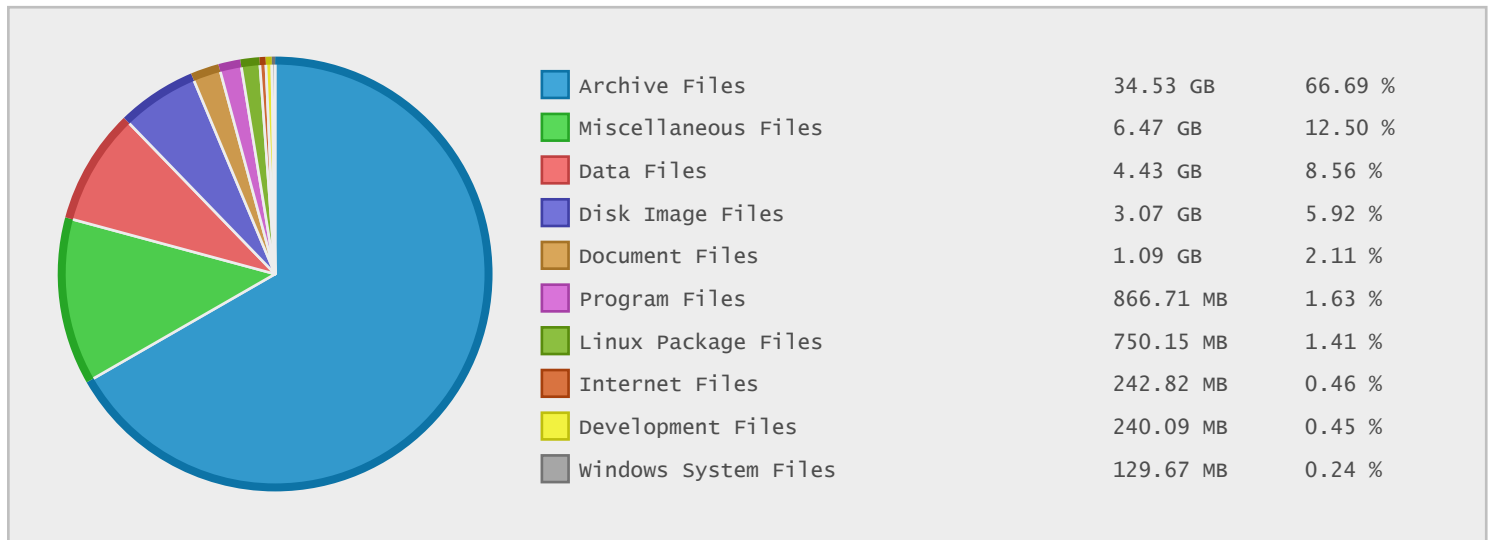 Archive Files 34.53 GB 66.69 %
Miscellaneous Files 6.47 GB 12.50 %
Data Files 4.43 GB 8.56 %
Disk Image Files 3.07 GB 5.92 %
Document Files 1.09 GB 2.11 %
Program Files 866.71 MB 1.63 %
Linux Package Files 750.15 MB 1.41 %
Internet Files 242.82 MB 0.46 %
Development Files 240.09 MB 0.45 %
Windows System Files 129.67 MB 0.24 %